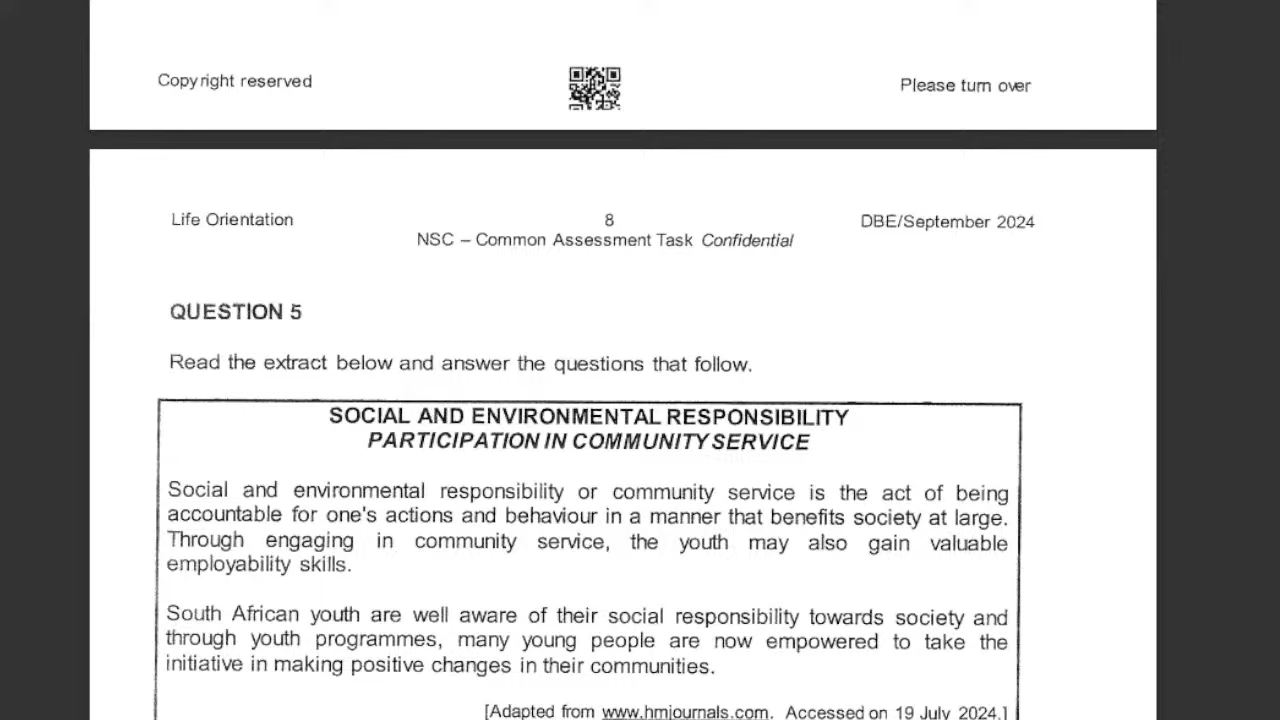 Copyright reserved
Please turn over
Life Orientation
8
DBE/September 2024
NSC – Common Assessment Task Confidential
QUESTION 5
Read the extract below and answer the questions that follow.
SOCIAL AND ENVIRONMENTAL RESPONSIBILITY
PARTICIPATION IN COMMUNITY SERVICE
Social and environmental responsibility or community service is the act of being
accountable for one's actions and behaviour in a manner that benefits society at large.
Through engaging in community service, the youth may also gain valuable
employability skills.
South African youth are well aware of their social responsibility towards society and
through youth programmes, many young people are now empowered to take the
initiative in making positive changes in their communities.
[Adapted from www.hmjournals.com. Accessed on 19 July 2024.]